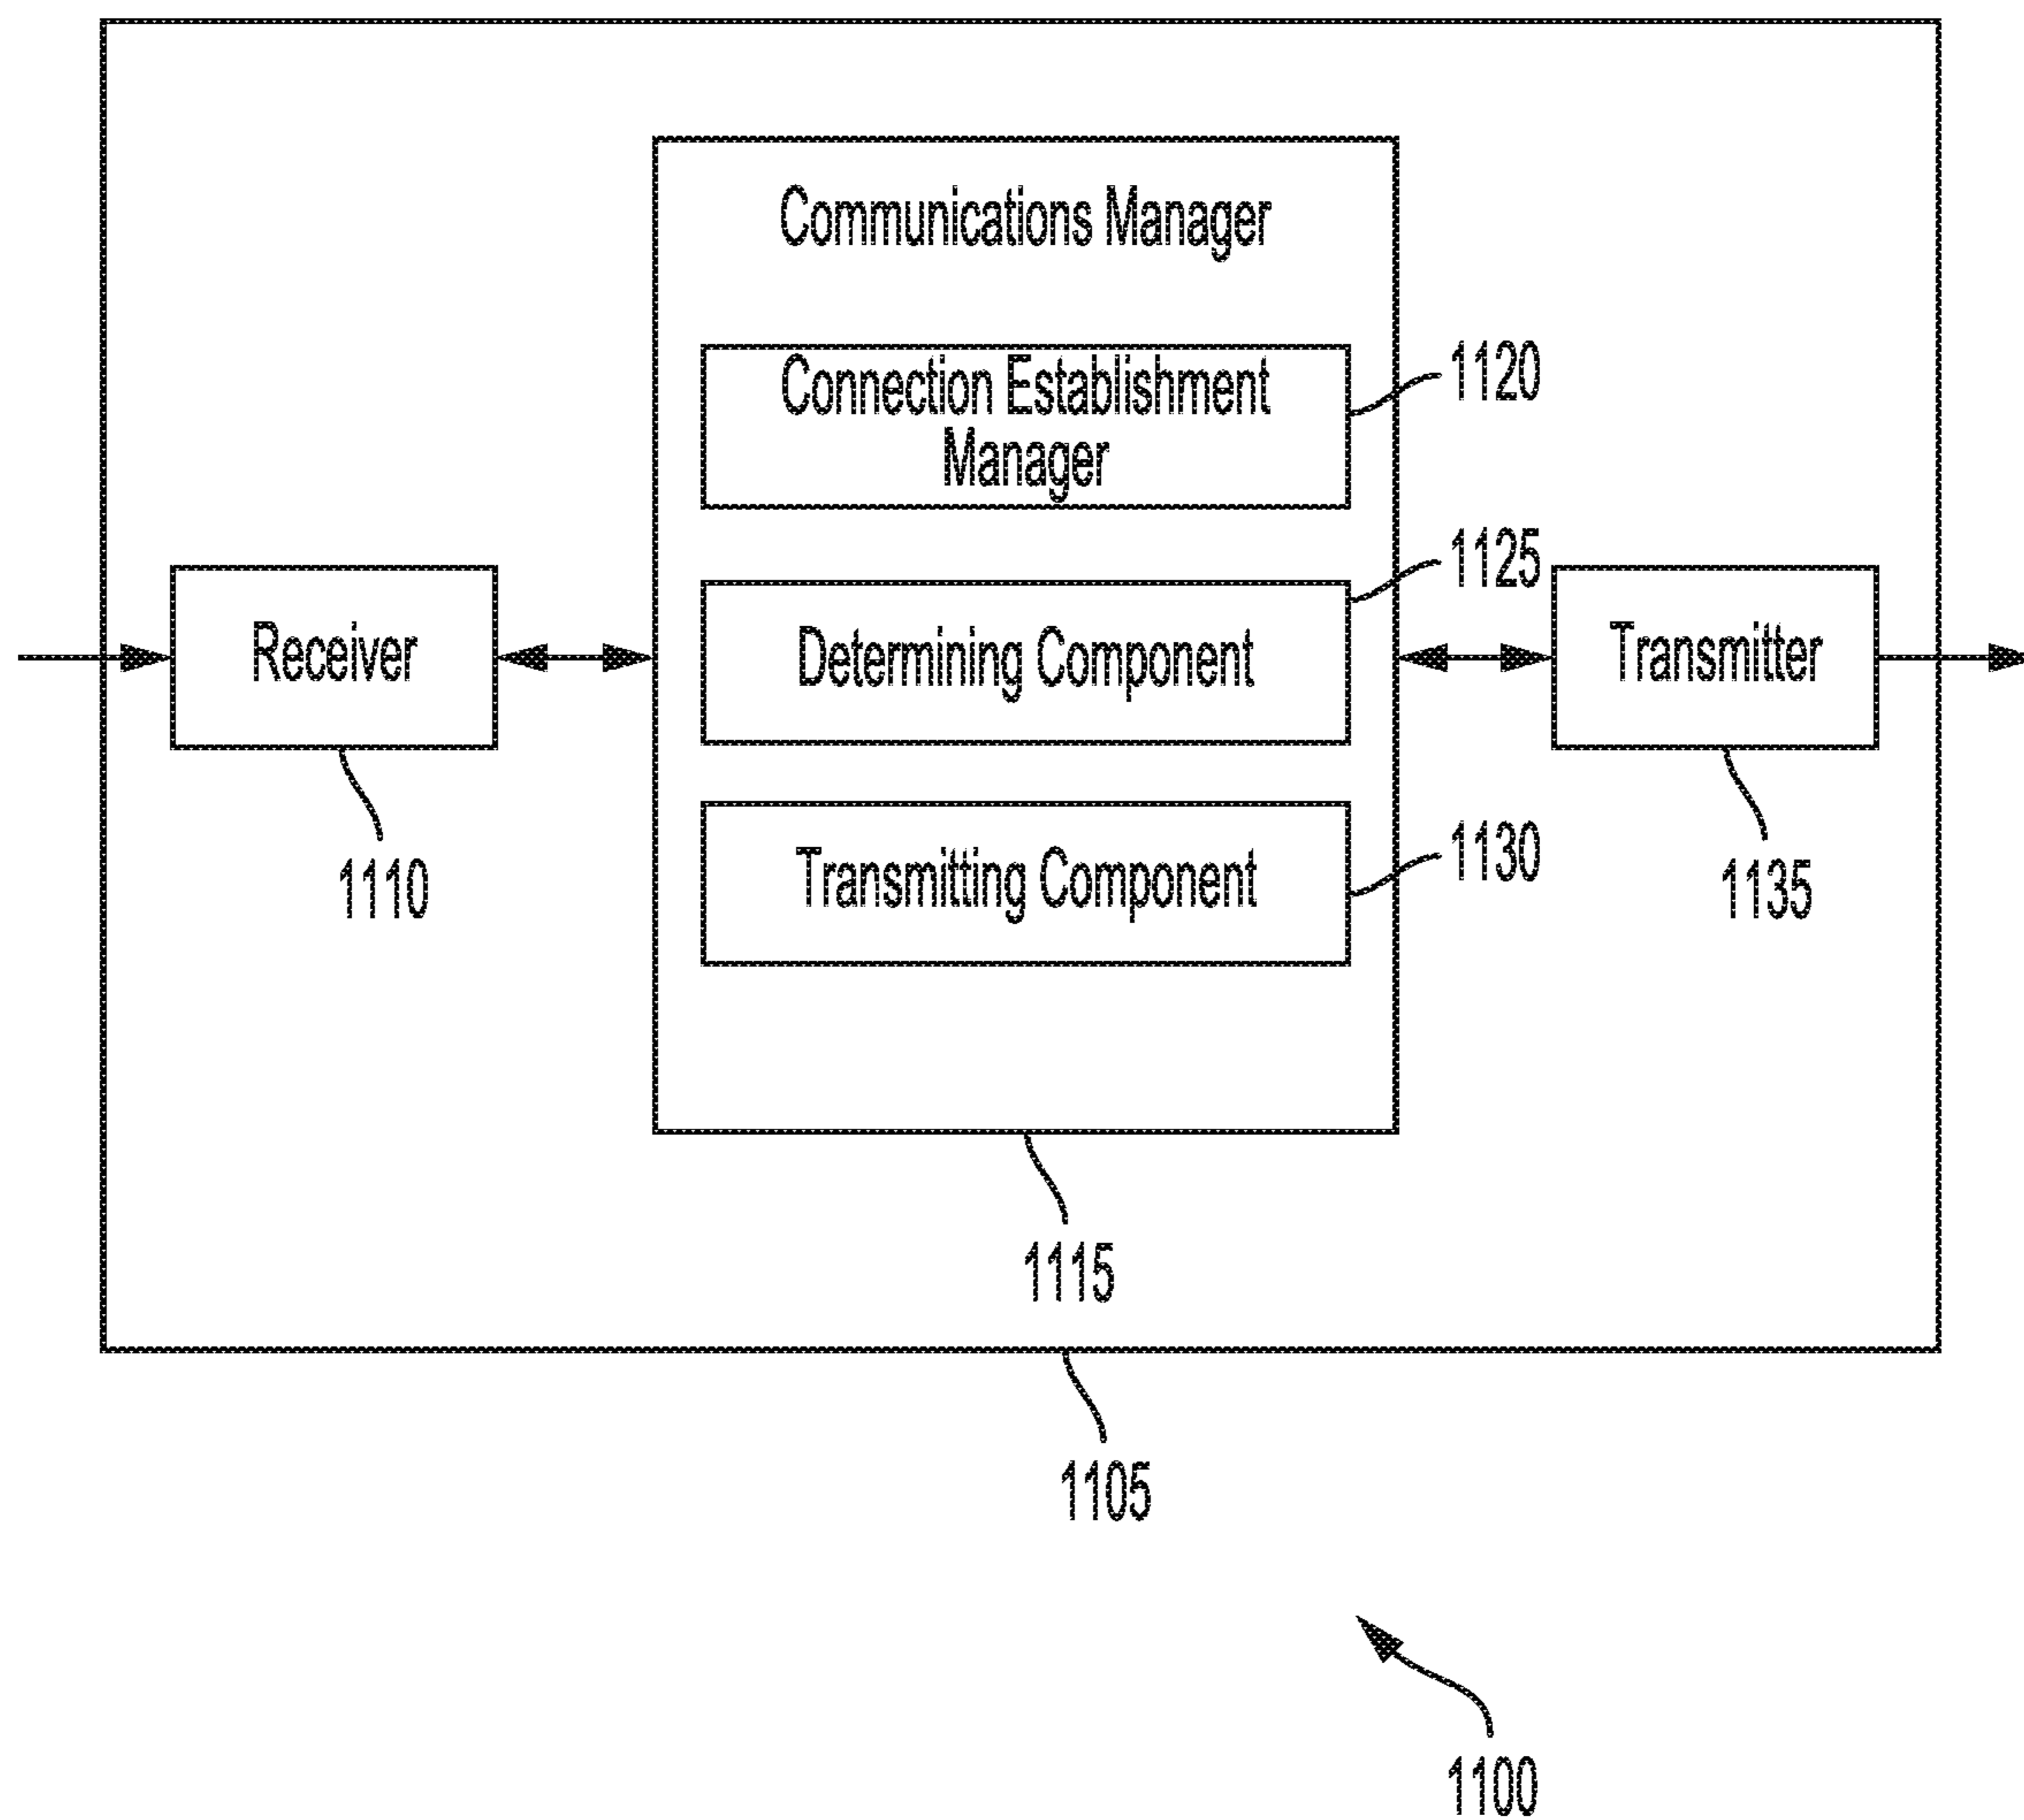 Communications Manager
Connection Establishment
Manager
1120
1125
Receiver
Determining Component
Transmitter
Transmitting Component
1130
1110
1135
1115
1105
1100